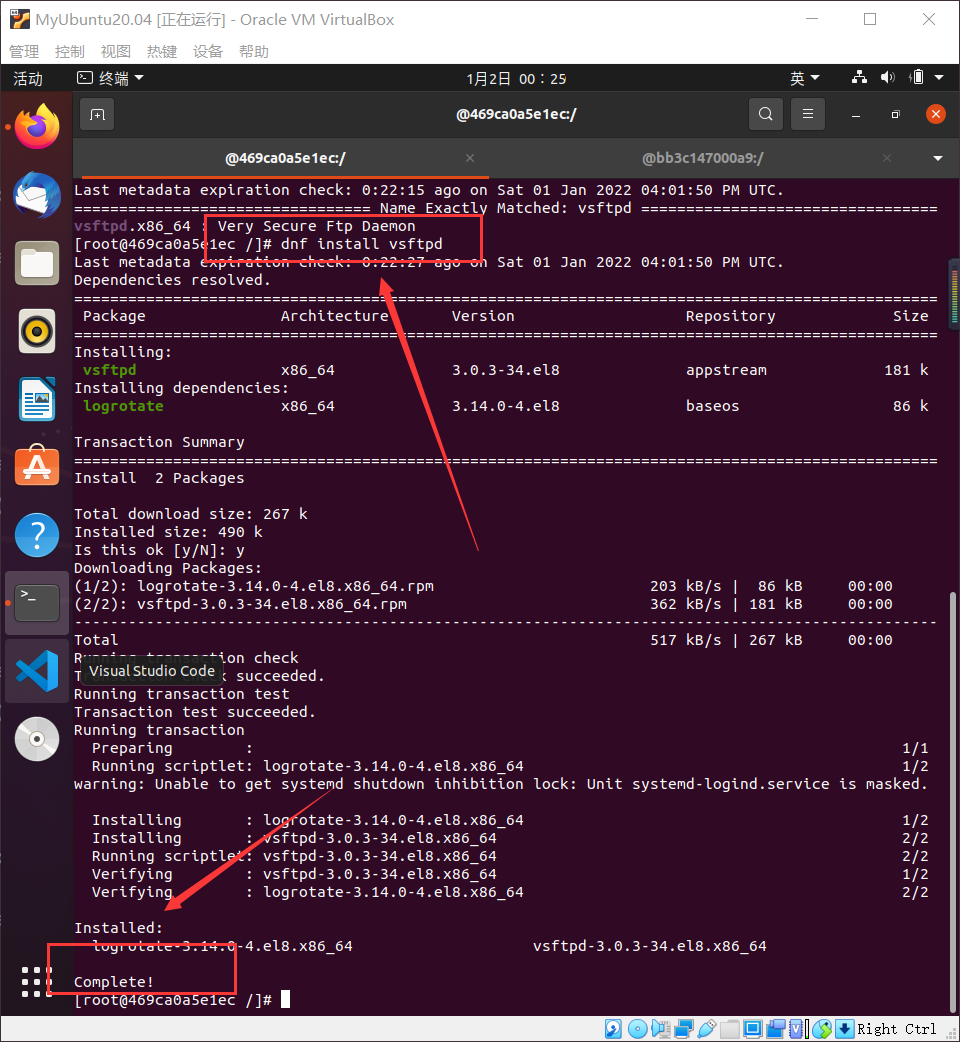 MyUbuntu20.04 [正在运行] - Oracle VM VirtualBox
管理 控制 视图 热键 设备 帮助
活动 终端 1月2日 00：25 英
@469ca0a5e1ec:/
@469ca0a5e1ec:/ @bb3c147000a9:/
Last metadata expiration check: 0:22:15 ago on Sat 01 Jan 2022 04:01:50 PM UTC.
================================= Name Exactly Matched: vsftpd =================================
vsftpd.x86_64 : Very Secure Ftp Daemon
[root@469ca0a5e1ec /]# dnf install vsftpd
Last metadata expiration check: 0:22:27 ago on Sat 01 Jan 2022 04:01:50 PM UTC.
Dependencies resolved.
================================================================================================
Package Architecture Version Repository Size
================================================================================================
Installing:
vsftpd x86_64 3.0.3-34.el8 appstream 181 k
Installing dependencies:
logrotate x86_64 3.14.0-4.el8 baseos 86 k
Transaction Summary
================================================================================================
Install 2 Packages
Total download size: 267 k
Installed size: 490 k
Is this ok [y/N]: y
Downloading Packages:
(1/2): logrotate-3.14.0-4.el8.x86_64.rpm 203 kB/s | 86 kB 00:00
(2/2): vsftpd-3.0.3-34.el8.x86_64.rpm 362 kB/s | 181 kB 00:00
------------------------------------------------------------------------------------------------
Total 517 kB/s | 267 kB 00:00
Running transaction check
Visual Studio Code
Transaction check succeeded.
Running transaction test
Transaction test succeeded.
Running transaction
Preparing : 1/1
Running scriptlet: logrotate-3.14.0-4.el8.x86_64 1/2
warning: Unable to get systemd shutdown inhibition lock: Unit systemd-logind.service is masked.
Installing : logrotate-3.14.0-4.el8.x86_64 1/2
Installing : vsftpd-3.0.3-34.el8.x86_64 2/2
Running scriptlet: vsftpd-3.0.3-34.el8.x86_64 2/2
Verifying : vsftpd-3.0.3-34.el8.x86_64 1/2
Verifying : logrotate-3.14.0-4.el8.x86_64 2/2
Installed:
logrotate-3.14.0-4.el8.x86_64 vsftpd-3.0.3-34.el8.x86_64
Complete!
[root@469ca0a5e1ec /]#
Right Ctrl